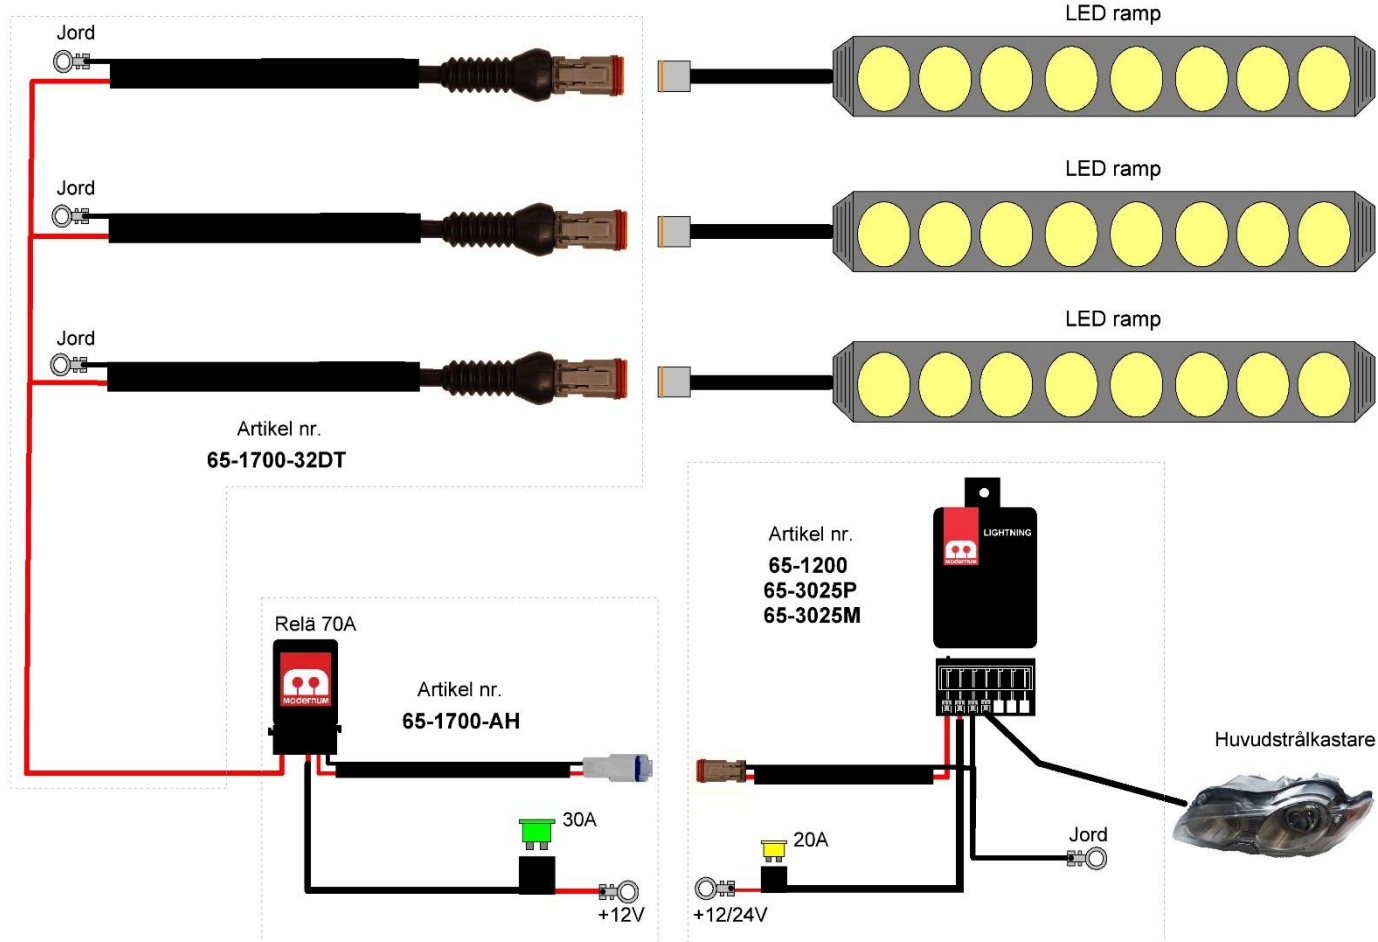 LED ramp
Jord
LED ramp
Jord
LED ramp
Jord
Artikel nr.
65-1700-32DT
Artikel nr.
65-1200
65-3025P
65-3025M
LIGHTNING
MODERNUM
Relä 70A
MODERNUM
Artikel nr.
65-1700-AH
Huvudstrålkastare
30A
20A
Jord
+12V
+12/24V